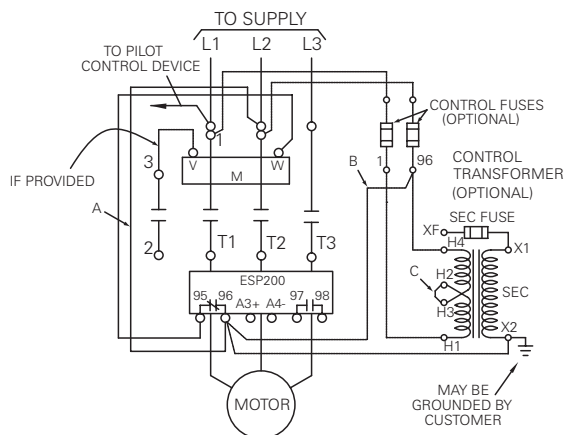 TO SUPPLY
L1 L2 L3
TO PILOT
CONTROL DEVICE
CONTROL FUSES
(OPTIONAL)
1
3
V
W
M
B
1
96
CONTROL
TRANSFORMER
(OPTIONAL)
IF PROVIDED
A
SEC FUSE
XF
X1
H4
2
T1
T2
T3
C
H2
H3
SEC
ESP200
95 96 A3+ A4- 97 98
H1
X2
MOTOR
MAY BE
GROUNDED BY
CUSTOMER